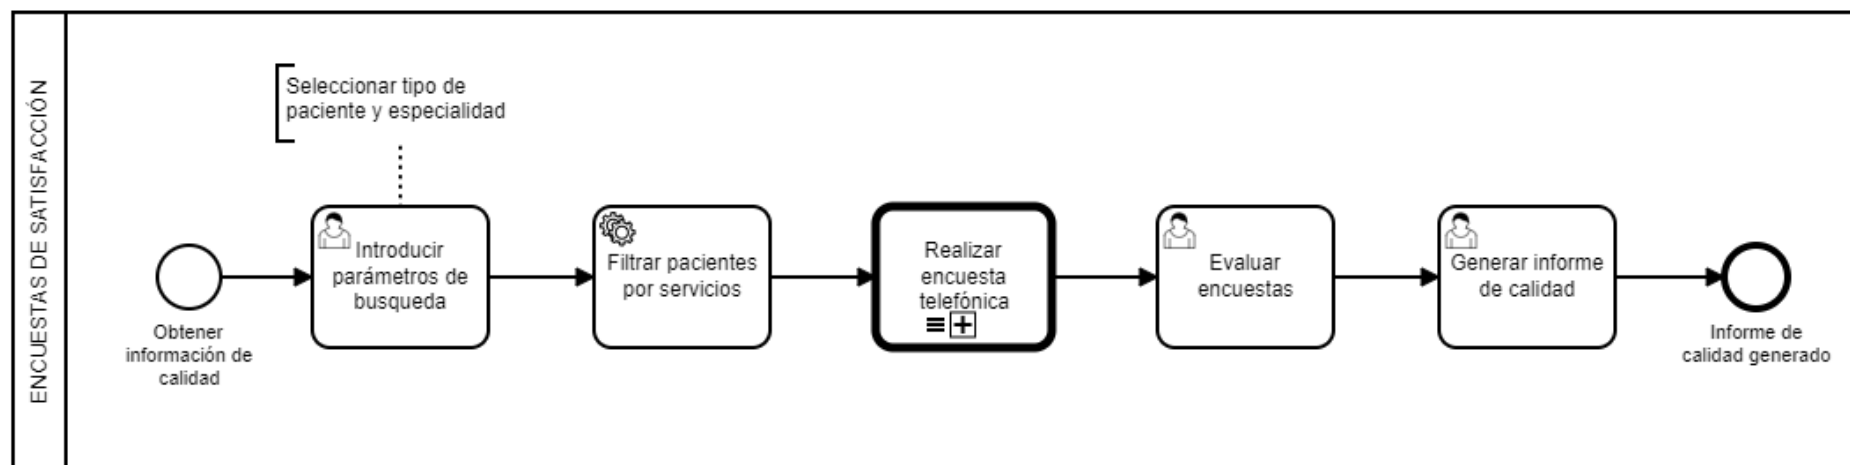 ENCUESTAS DE SATISFACCIÓN
Seleccionar tipo de
paciente y especialidad
Obtener
información de
calidad
Introducir
parámetros de
busqueda
Filtrar pacientes
por servicios
Realizar
encuesta
telefónica
Evaluar
encuestas
Generar informe
de calidad
Informe de
calidad generado